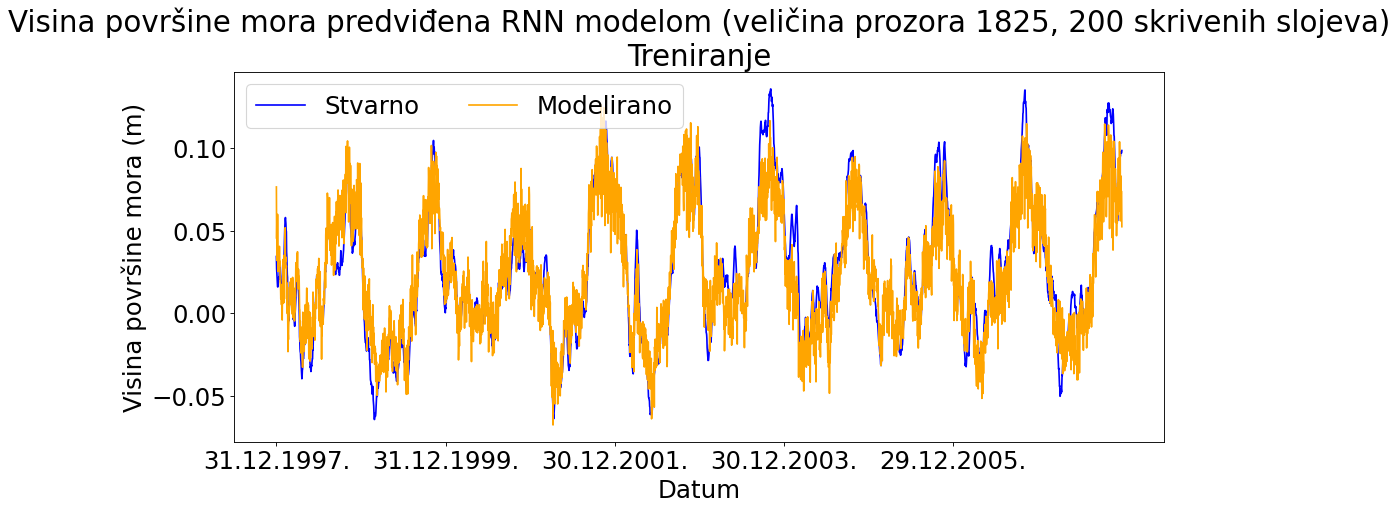 Visina površine mora predviđena RNN modelom (veličina prozora 1825, 200 skrivenih slojeva)
Treniranje
Stvarno Modelirano
Visina površine mora (m)
0.10
0.05
0.00
−0.05
31.12.1997. 31.12.1999. 30.12.2001. 30.12.2003. 29.12.2005.
Datum